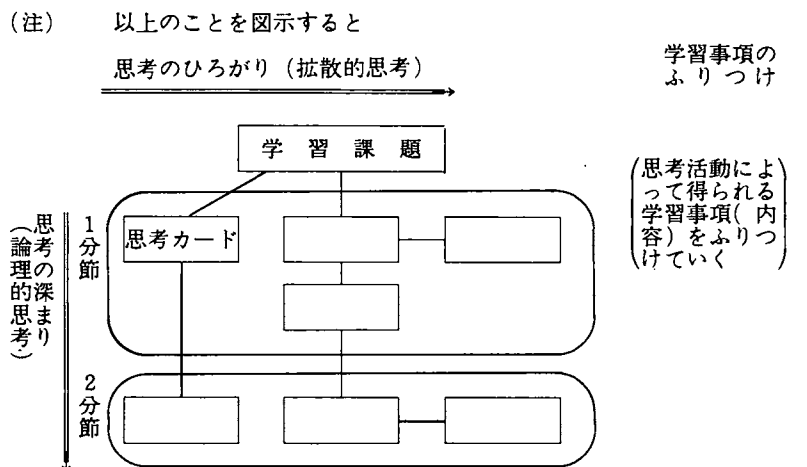 (注) 以上のことを図示すると
思考のひろがり(拡散的思考)
学習事項の
ふりつけ
学習課題
思考の深まり
(論理的思考)
1分節
思考カード
(思考活動によ
って得られる
学習事項(内
容)をふりつ
けていく)
2分節